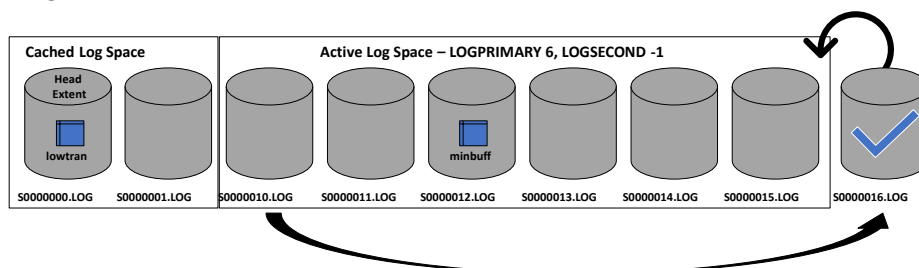 Cached Log Space
Active Log Space – LOGPRIMARY 6, LOGSECOND -1
Head
Extent
lowtran
minbuff
S0000000.LOG S0000001.LOG S0000010.LOG S0000011.LOG S0000012.LOG S0000013.LOG S0000014.LOG S0000015.LOG S0000016.LOG